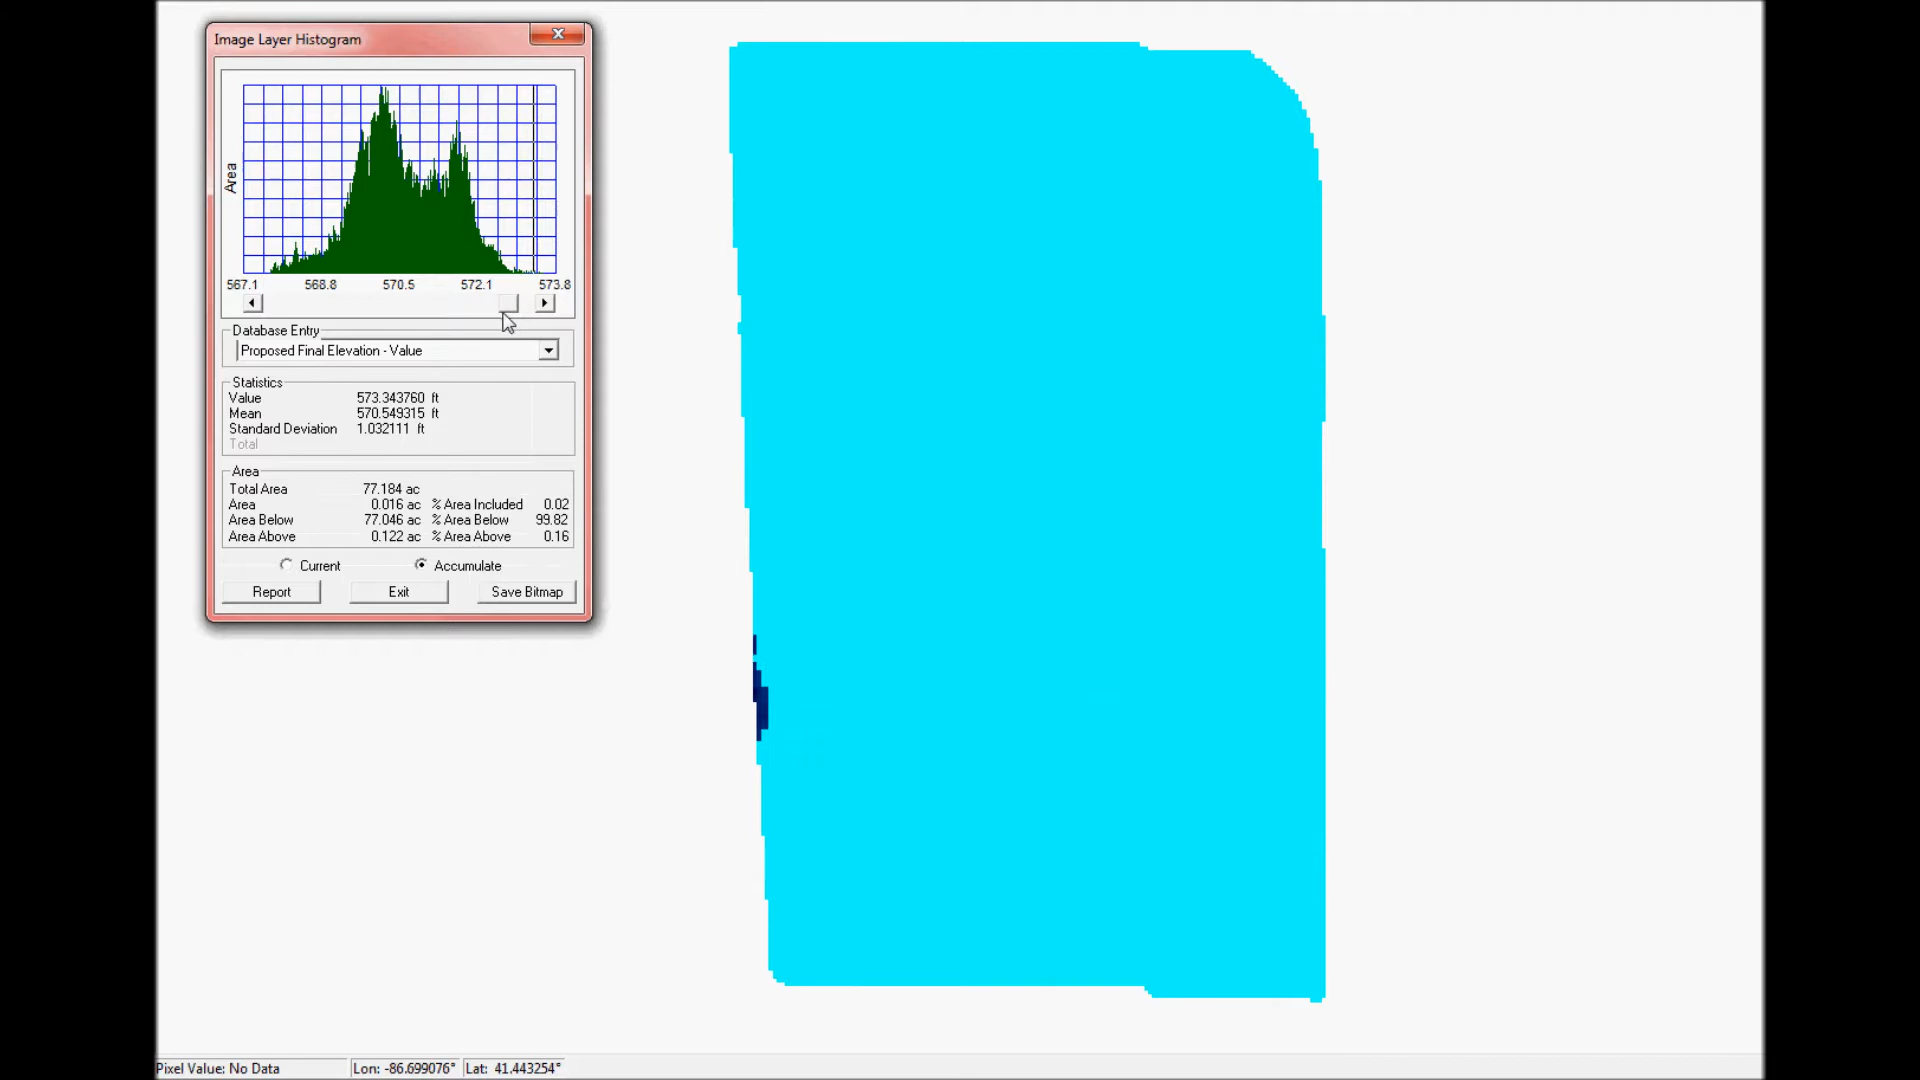 Image Layer Histogram
Area
567.1 568.8 570.5 572.1 573.8
Database Entry
Proposed Final Elevation - Value
Statistics
Value 573.343760 ft
Mean 570.549315 ft
Standard Deviation 1.032111 ft
Total
Area
Total Area 77.184 ac
Area 0.016 ac % Area Included 0.02
Area Below 77.046 ac % Area Below 99.82
Area Above 0.122 ac % Area Above 0.16
Current Accumulate
Report Exit Save Bitmap
Pixel Value: No Data Lon: -86.699076° Lat: 41.443254°